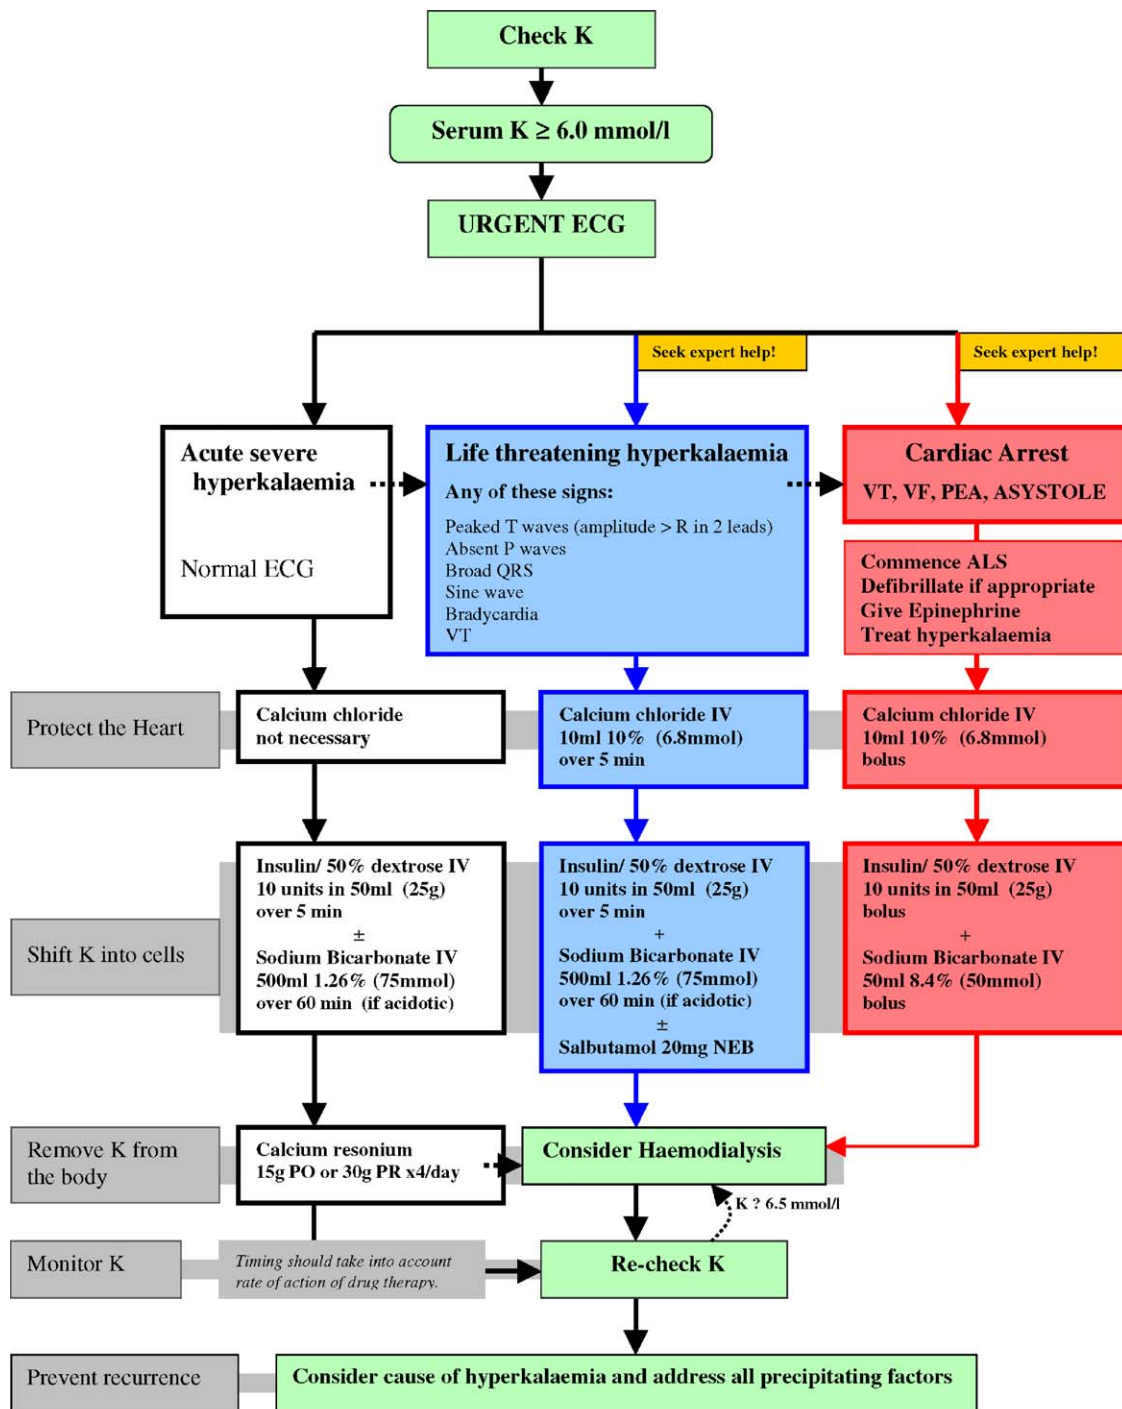 Check K
Serum K ≥ 6.0 mmol/l
URGENT ECG
Seek expert help!
Seek expert help!
Acute severe
hyperkalaemia
Normal ECG
Life threatening hyperkalaemia
Any of these signs:
Peaked T waves (amplitude > R in 2 leads)
Absent P waves
Broad QRS
Sine wave
Bradycardia
VT
Cardiac Arrest
VT, VF, PEA, ASYSTOLE
Commence ALS
Defibrillate if appropriate
Give Epinephrine
Treat hyperkalaemia
Protect the Heart
Calcium chloride
not necessary
Calcium chloride IV
10ml 10% (6.8mmol)
over 5 min
Calcium chloride IV
10ml 10% (6.8mmol)
bolus
Shift K into cells
Insulin/ 50% dextrose IV
10 units in 50ml (25g)
over 5 min
±
Sodium Bicarbonate IV
500ml 1.26% (75mmol)
over 60 min (if acidotic)
Insulin/ 50% dextrose IV
10 units in 50ml (25g)
over 5 min
+
Sodium Bicarbonate IV
500ml 1.26% (75mmol)
over 60 min (if acidotic)
±
Salbutamol 20mg NEB
Insulin/ 50% dextrose IV
10 units in 50ml (25g)
bolus
+
Sodium Bicarbonate IV
50ml 8.4% (50mmol)
bolus
Remove K from
the body
Calcium resonium
15g PO or 30g PR x4/day
Consider Haemodialysis
K ? 6.5 mmol/l
Monitor K
Timing should take into account
rate of action of drug therapy.
Re-check K
Prevent recurrence
Consider cause of hyperkalaemia and address all precipitating factors